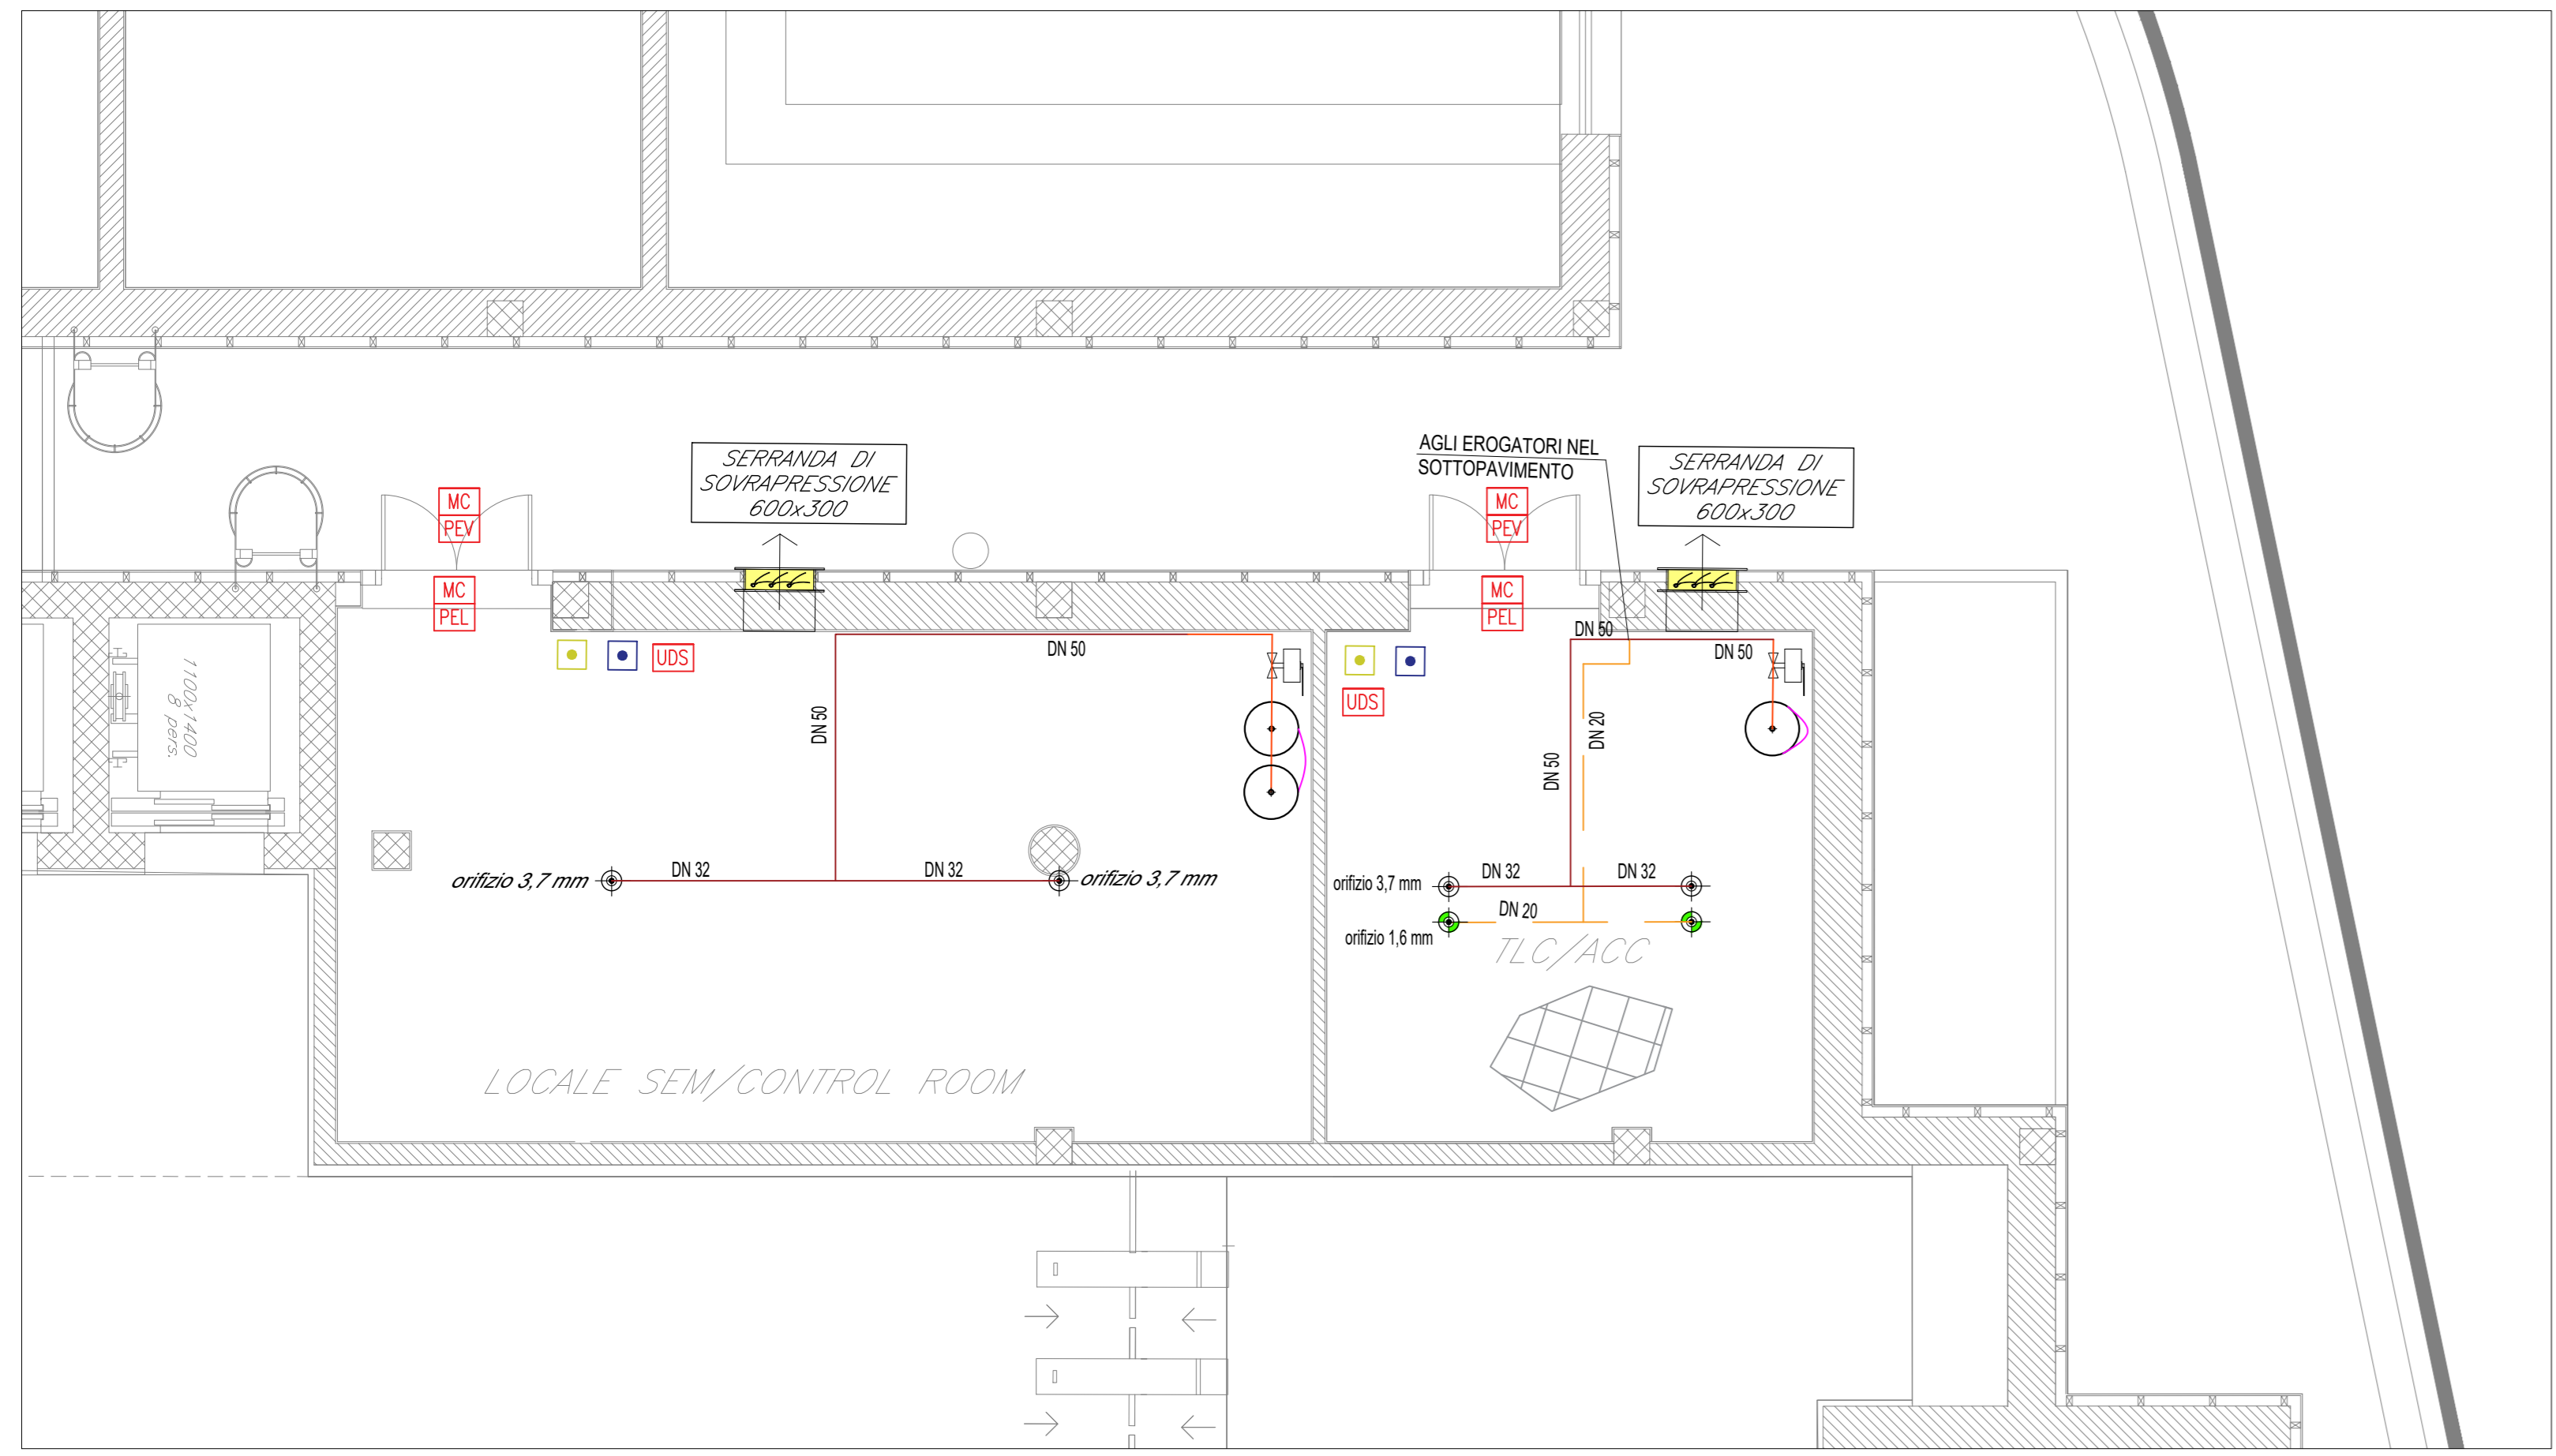 AGLI EROGATORI NEL
SOTTOPAVIMENTO
SERRANDA DI
SOVRAPRESSIONE
600x300
SERRANDA DI
SOVRAPRESSIONE
600x300
MC
PEV
MC
PEV
MC
PEL
MC
PEL
UDS
DN 50
DN 50
DN 50
UDS
1100x1400
8 pers.
DN 50
DN 20
DN 50
orifizio 3,7 mm
DN 32
DN 32
orifizio 3,7 mm
orifizio 3,7 mm
DN 32
DN 32
DN 20
orifizio 1,6 mm
TLC/ACC
LOCALE SEM/CONTROL ROOM